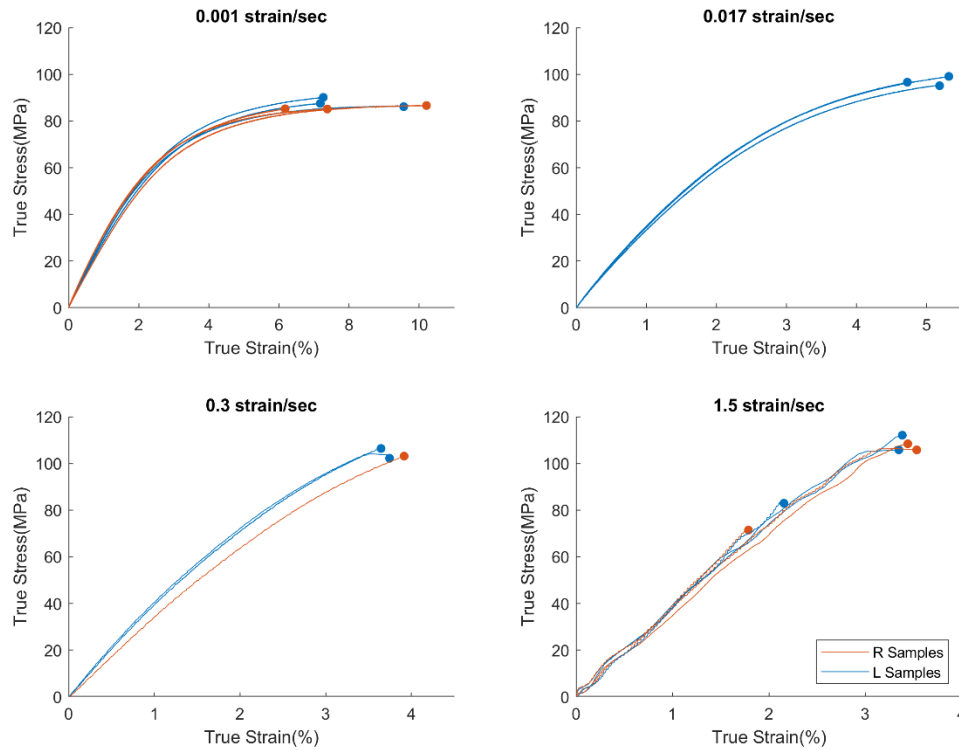 0.001 strain/sec
120
100
80
60
40
20
0
True Stress(MPa)
0 2 4 6 8 10
True Strain(%)
0.017 strain/sec
120
100
80
60
40
20
0
True Stress(MPa)
0 1 2 3 4 5
True Strain(%)
0.3 strain/sec
120
100
80
60
40
20
0
True Stress(MPa)
0 1 2 3 4
True Strain(%)
1.5 strain/sec
120
100
80
60
40
20
0
True Stress(MPa)
R Samples
L Samples
0 1 2 3 4
True Strain(%)